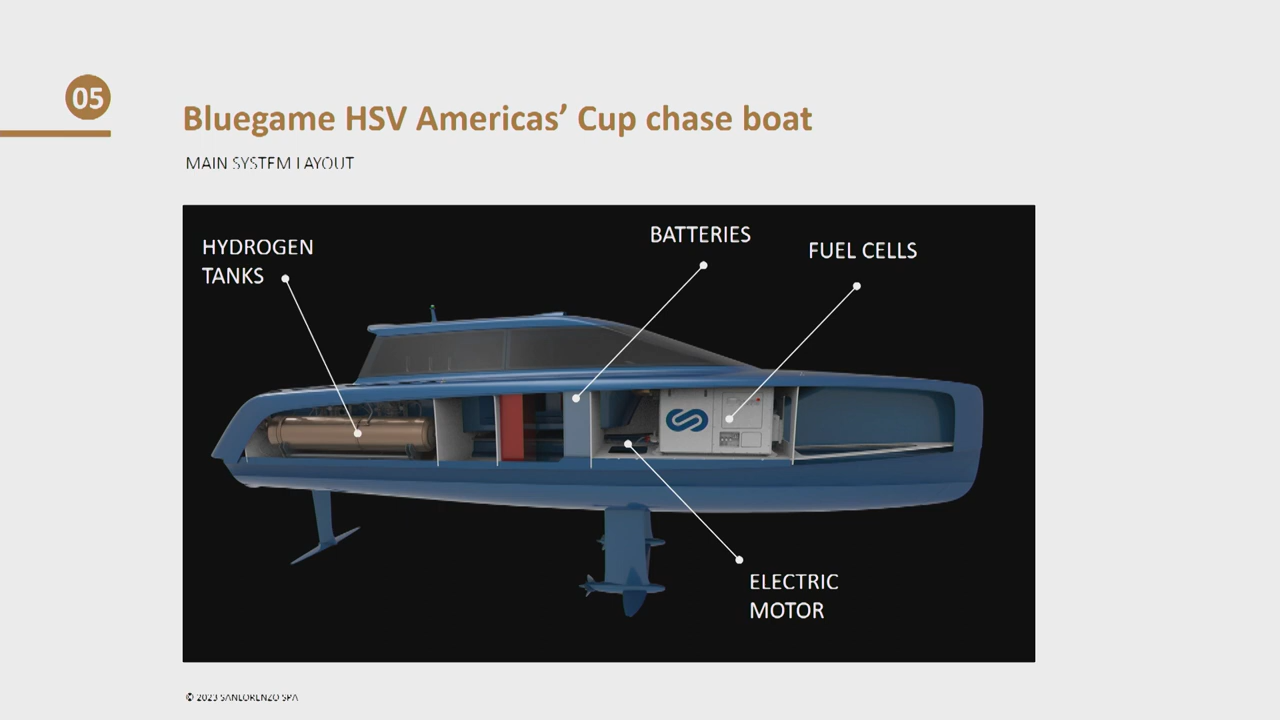 05
Bluegame HSV Americas’ Cup chase boat
MAIN SYSTEM LAYOUT
HYDROGEN
TANKS
BATTERIES
FUEL CELLS
ELECTRIC
MOTOR
© 2023 SANLORENZO SPA